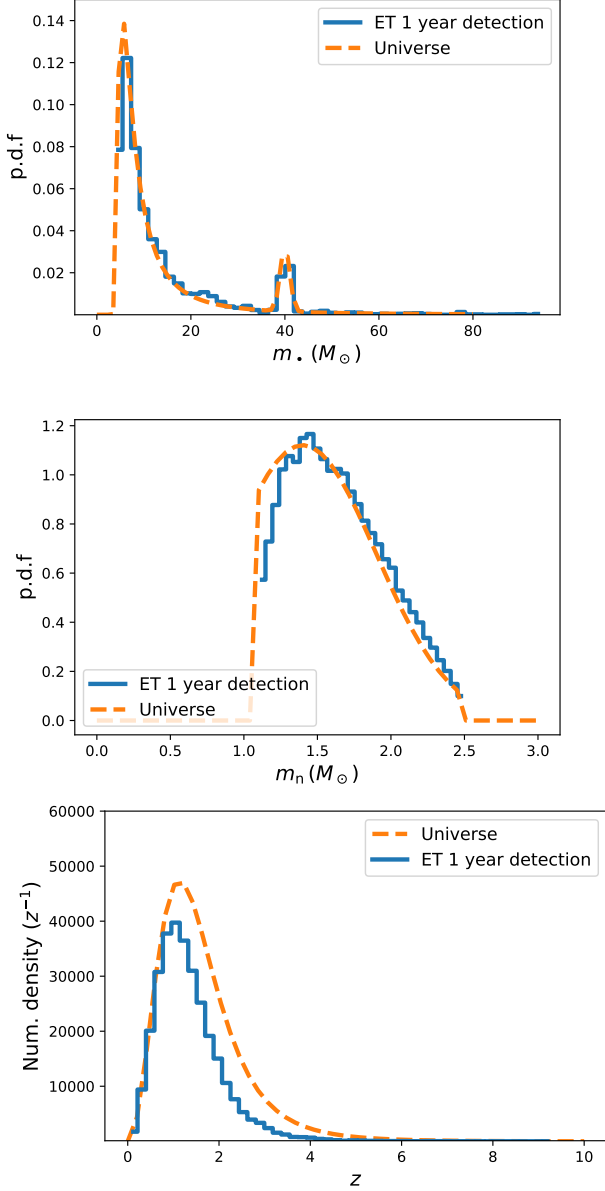 0.14
0.12
0.10
0.08
0.06
0.04
0.02
p.d.f
ET 1 year detection
Universe
0 20 40 60 80
m• (M⊙)
1.2
1.0
0.8
0.6
0.4
0.2
0.0
p.d.f
ET 1 year detection
Universe
0.0 0.5 1.0 1.5 2.0 2.5 3.0
mn (M⊙)
60000
50000
40000
30000
20000
10000
Num. density (z⁻¹)
Universe
ET 1 year detection
0 2 4 6 8 10
z